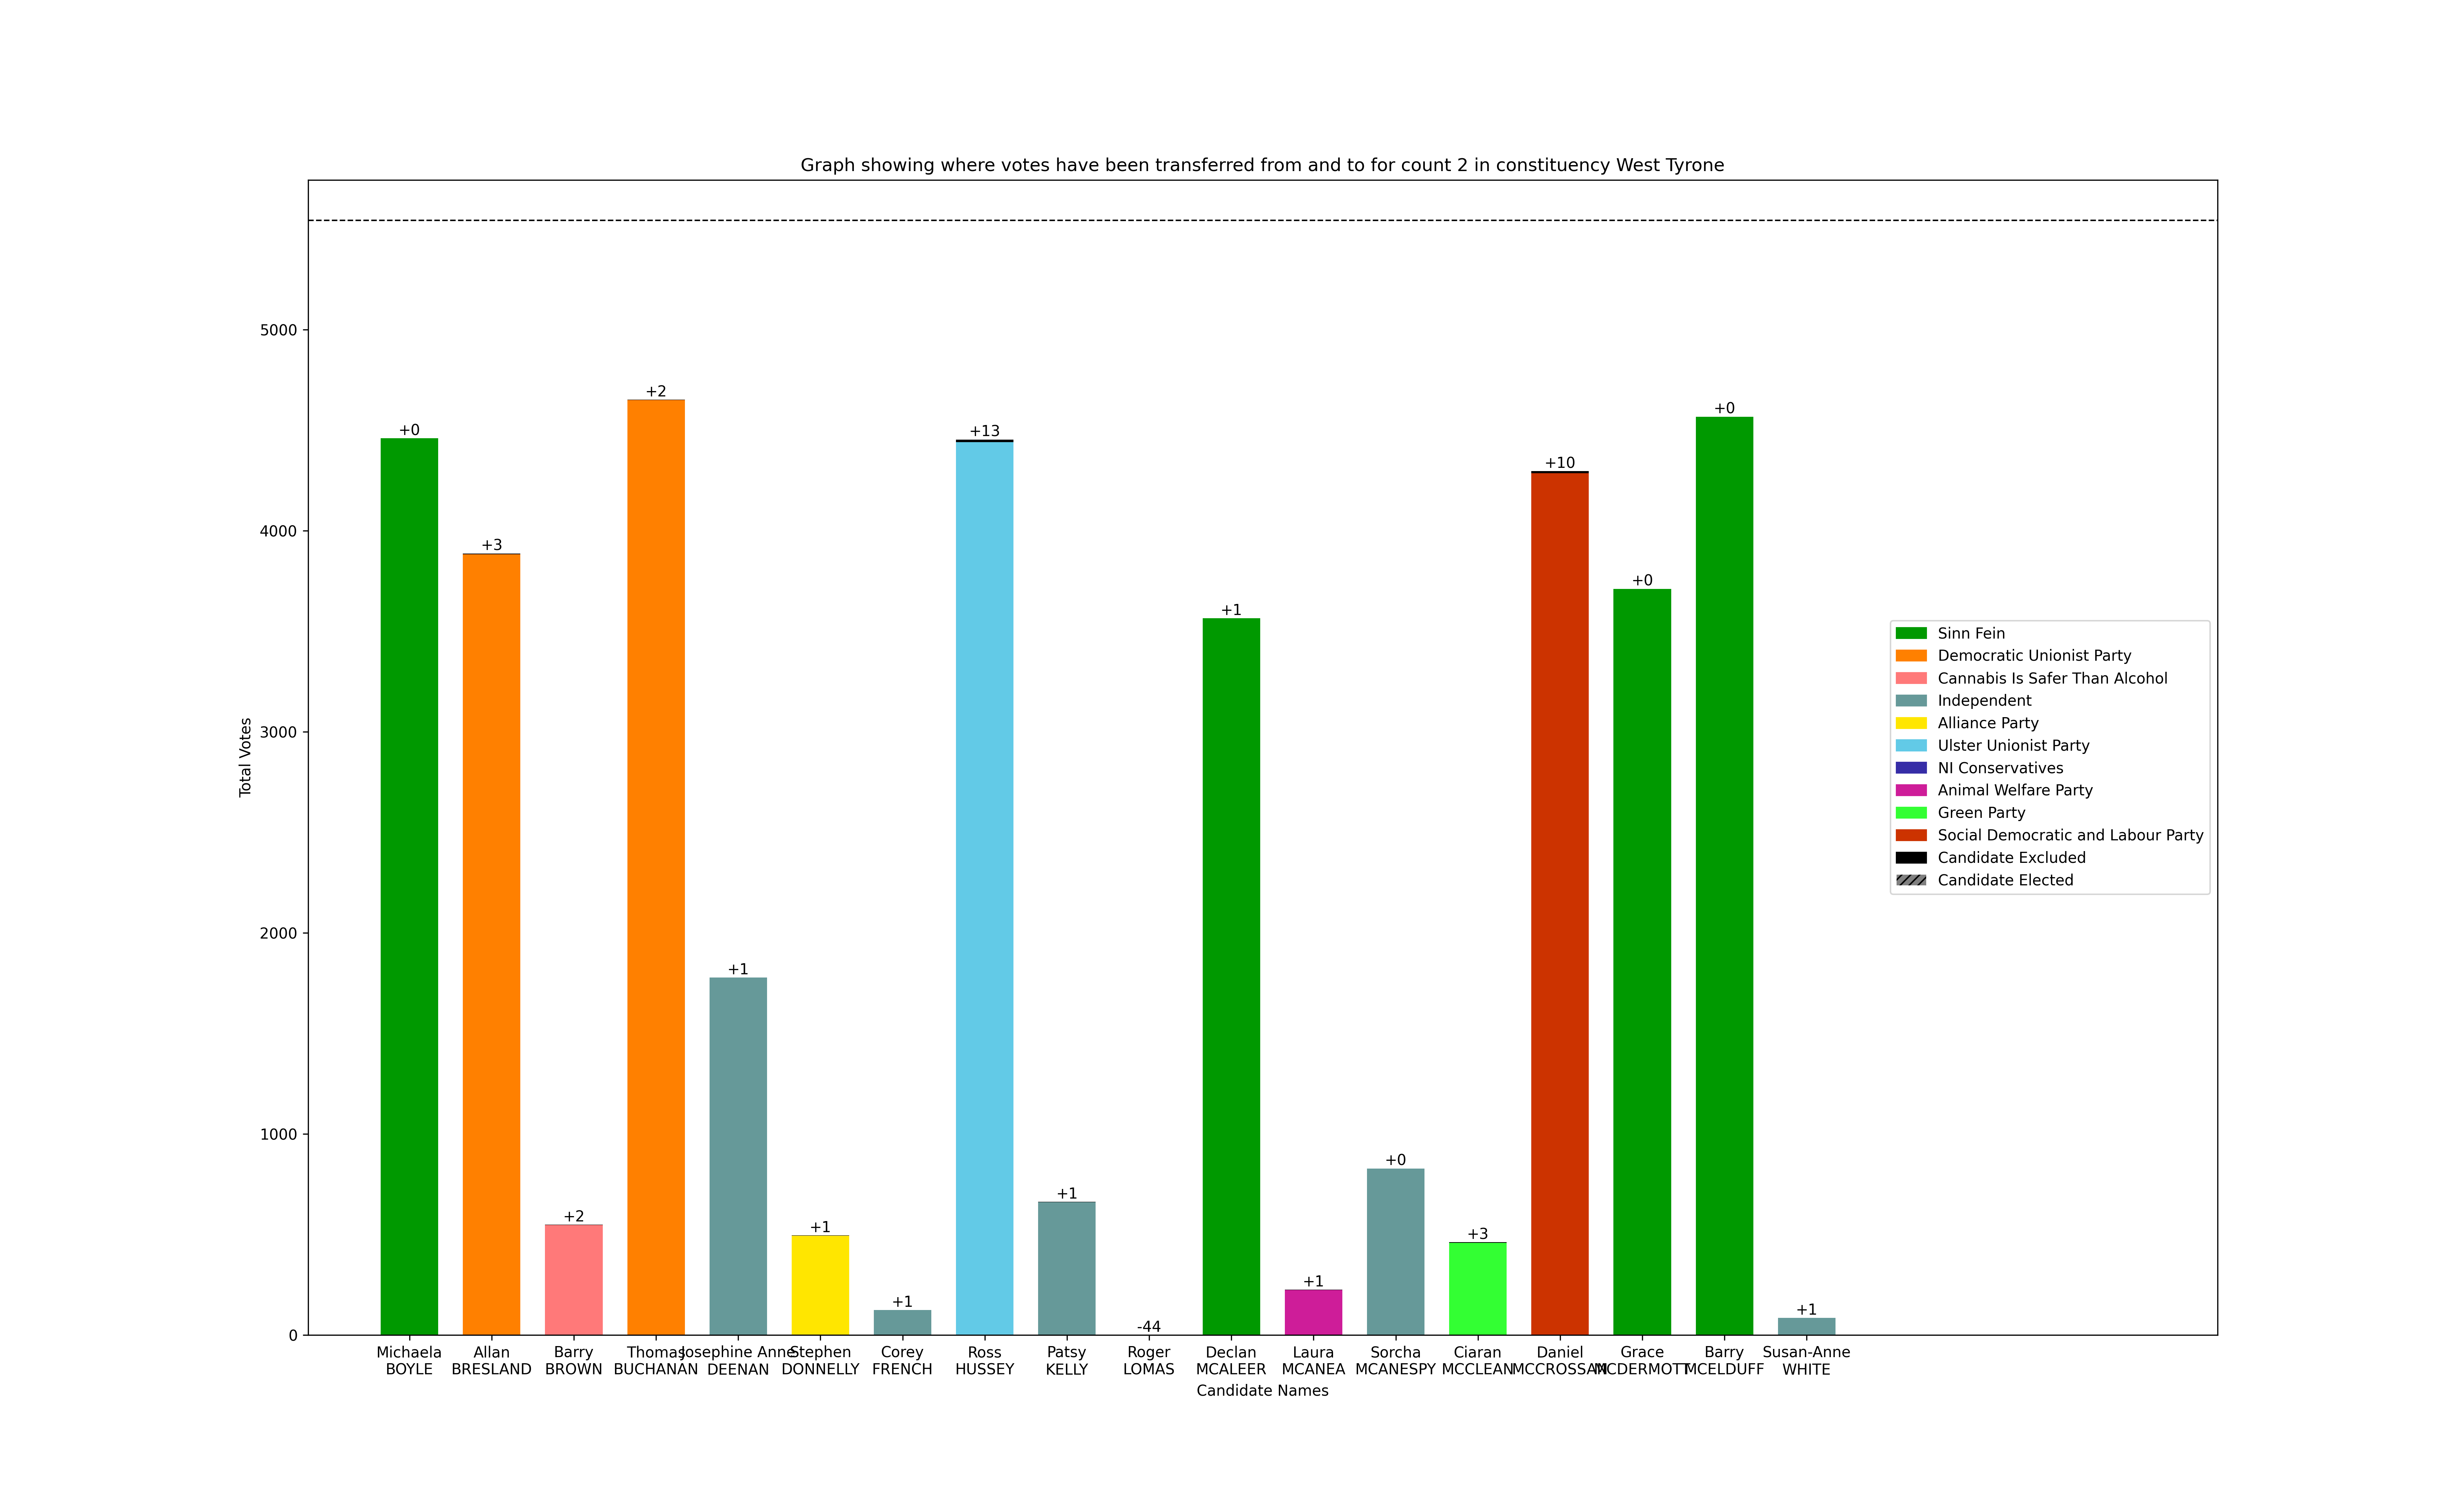 Graph showing where votes have been transferred from and to for count 2 in constituency West Tyrone
Total Votes
5000
4000
3000
2000
1000
0
+0
+3
+2
+2
+1
+1
+1
+13
+1
-44
+1
+1
+0
+3
+10
+0
+0
+1
Michaela
BOYLE
Allan
BRESLAND
Barry
BROWN
Thomas
BUCHANAN
Josephine Anne
DEENAN
Stephen
DONNELLY
Corey
FRENCH
Ross
HUSSEY
Patsy
KELLY
Roger
LOMAS
Declan
MCALEER
Laura
MCANEA
Sorcha
MCANESPY
Ciaran
MCCLEAN
Daniel
MCCROSSAN
Grace
MCDERMOTT
Barry
MCELDUFF
Susan-Anne
WHITE
Candidate Names
Sinn Fein
Democratic Unionist Party
Cannabis Is Safer Than Alcohol
Independent
Alliance Party
Ulster Unionist Party
NI Conservatives
Animal Welfare Party
Green Party
Social Democratic and Labour Party
Candidate Excluded
Candidate Elected